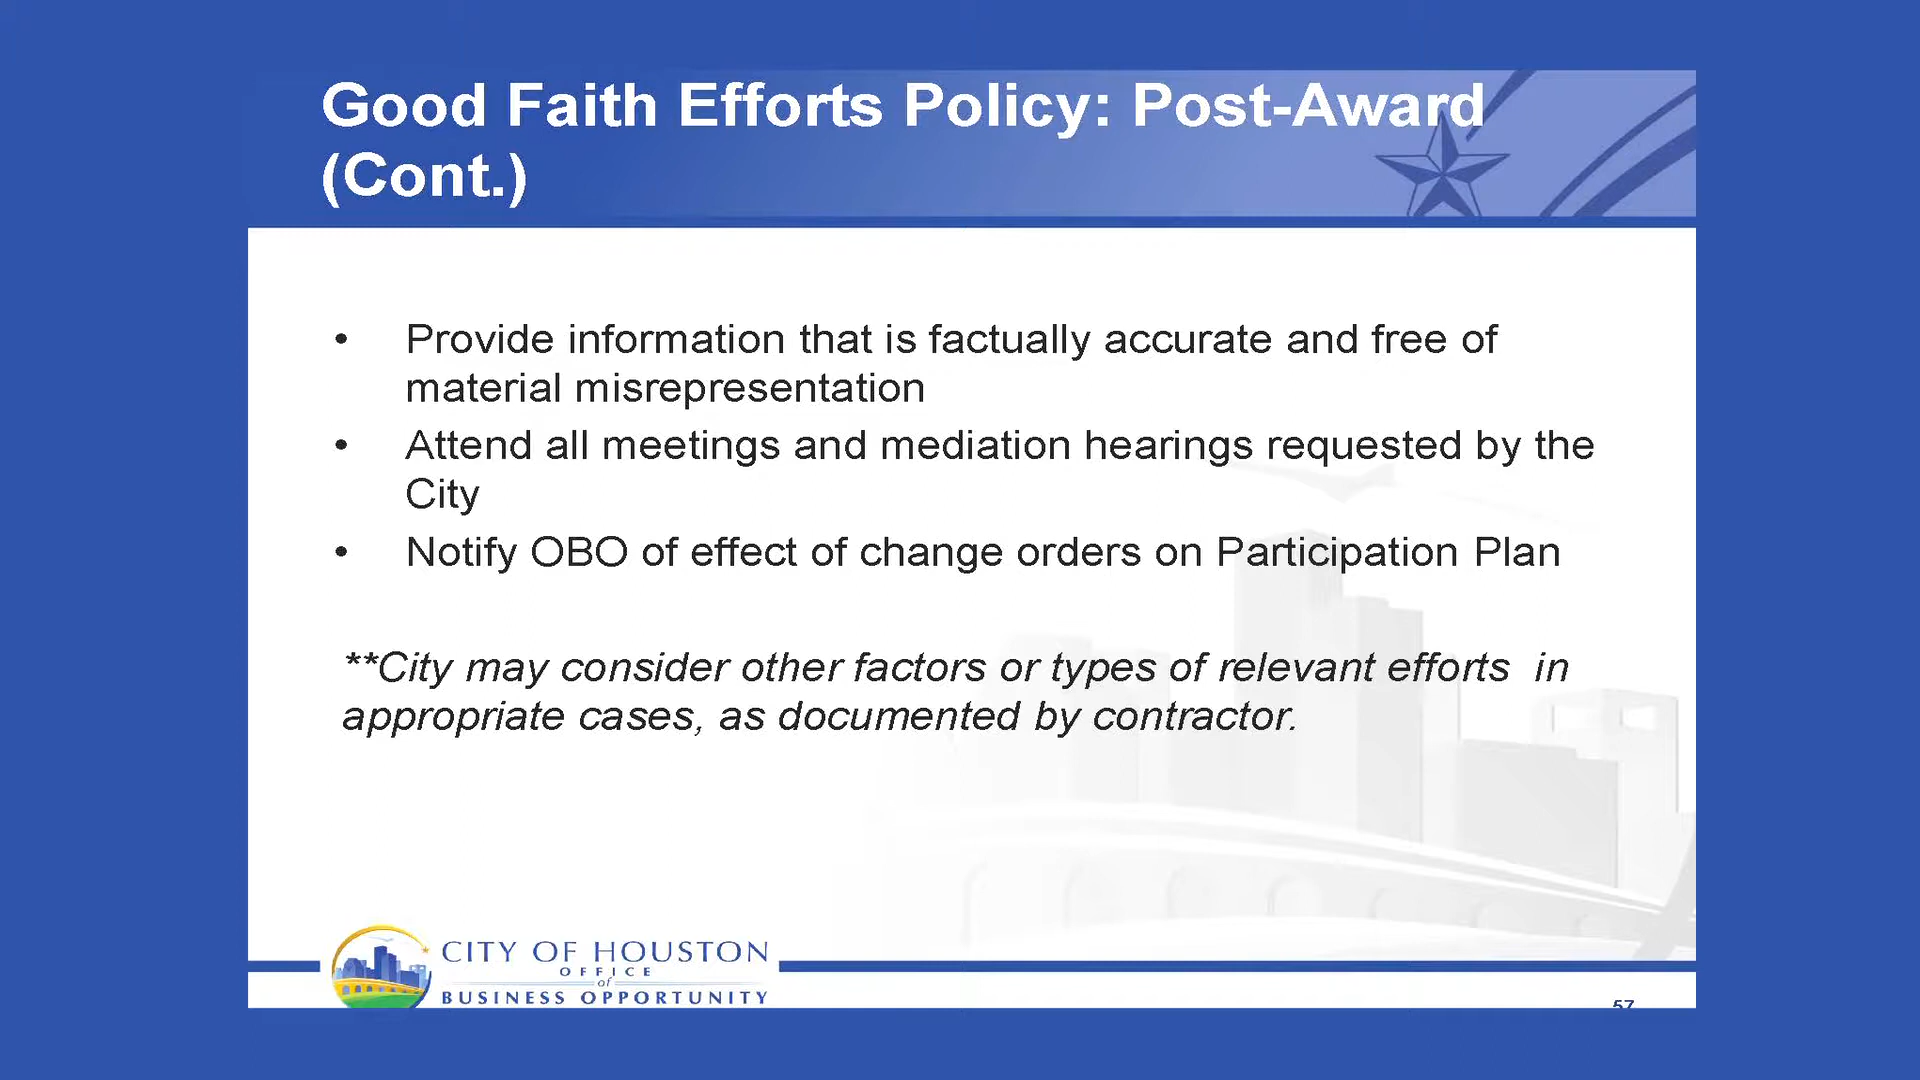 Good Faith Efforts Policy: Post-Award
(Cont.)
• Provide information that is factually accurate and free of
material misrepresentation
• Attend all meetings and mediation hearings requested by the
City
• Notify OBO of effect of change orders on Participation Plan
**City may consider other factors or types of relevant efforts in
appropriate cases, as documented by contractor.
CITY OF HOUSTON
OFFICE
of
BUSINESS OPPORTUNITY
57